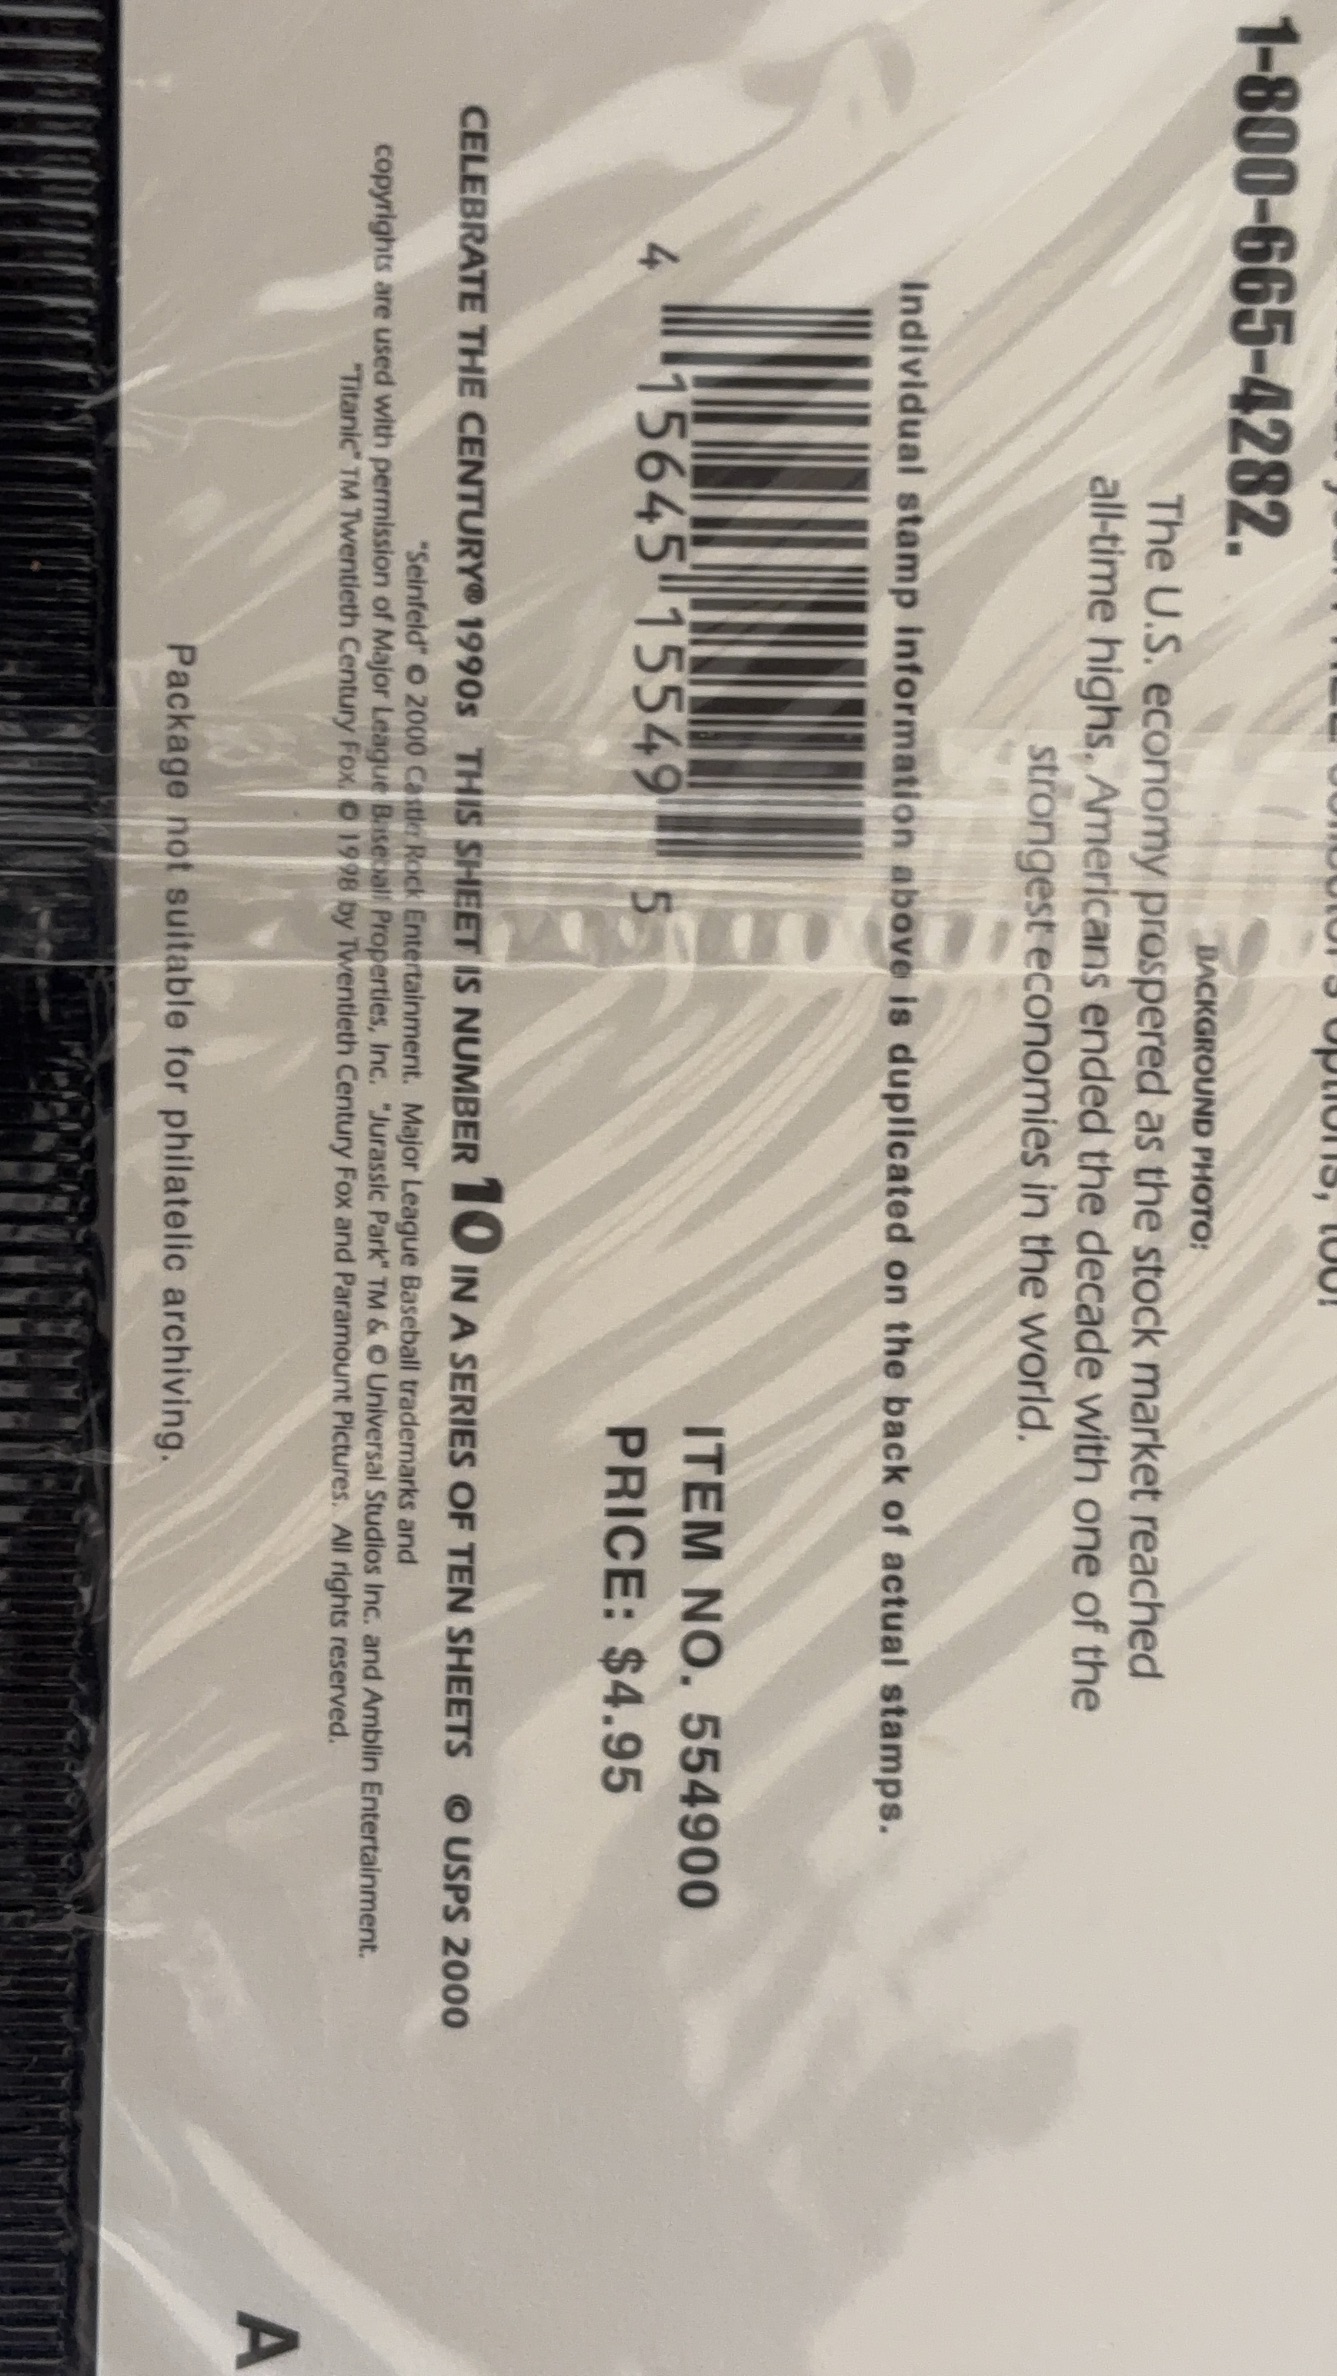 1-800-665-4282.
BACKGROUND PHOTO:
The U.S. economy prospered as the stock market reached
all-time highs. Americans ended the decade with one of the
strongest economies in the world.
Individual stamp information above is duplicated on the back of actual stamps.
4 15645 15549 5
ITEM NO. 554900
PRICE: $4.95
CELEBRATE THE CENTURY® 1990s THIS SHEET IS NUMBER 10 IN A SERIES OF TEN SHEETS © USPS 2000
"Seinfeld" © 2000 Castle Rock Entertainment. Major League Baseball trademarks and
copyrights are used with permission of Major League Baseball Properties, Inc. "Jurassic Park" TM & © Universal Studios Inc. and Amblin Entertainment.
"Titanic" TM Twentieth Century Fox. © 1998 by Twentieth Century Fox and Paramount Pictures. All rights reserved.
Package not suitable for philatelic archiving.
A